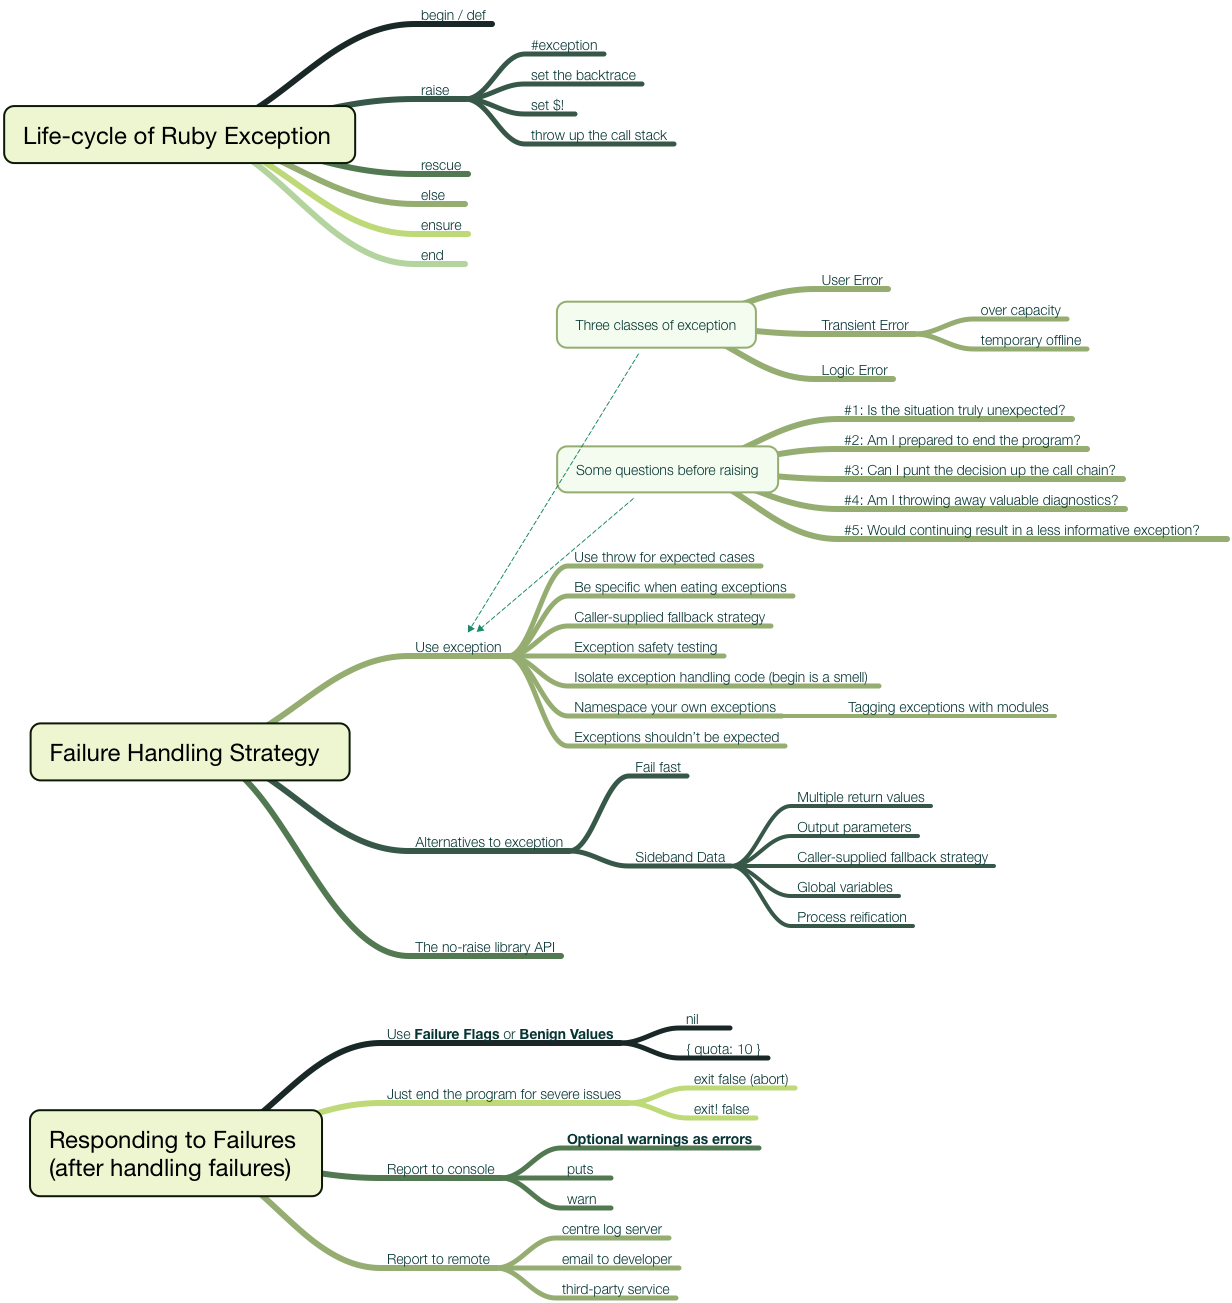 Life-cycle of Ruby Exception
begin / def
raise
#exception
set the backtrace
set $!
throw up the call stack
rescue
else
ensure
end
Three classes of exception
User Error
Transient Error
over capacity
temporary offline
Logic Error
Some questions before raising
#1: Is the situation truly unexpected?
#2: Am I prepared to end the program?
#3: Can I punt the decision up the call chain?
#4: Am I throwing away valuable diagnostics?
#5: Would continuing result in a less informative exception?
Failure Handling Strategy
Use exception
Use throw for expected cases
Be specific when eating exceptions
Caller-supplied fallback strategy
Exception safety testing
Isolate exception handling code (begin is a smell)
Namespace your own exceptions
Tagging exceptions with modules
Exceptions shouldn't be expected
Alternatives to exception
Fail fast
Sideband Data
Multiple return values
Output parameters
Caller-supplied fallback strategy
Global variables
Process reification
The no-raise library API
Responding to Failures
(after handling failures)
Use Failure Flags or Benign Values
nil
{ quota: 10 }
Just end the program for severe issues
exit false (abort)
exit! false
Report to console
Optional warnings as errors
puts
warn
Report to remote
centre log server
email to developer
third-party service